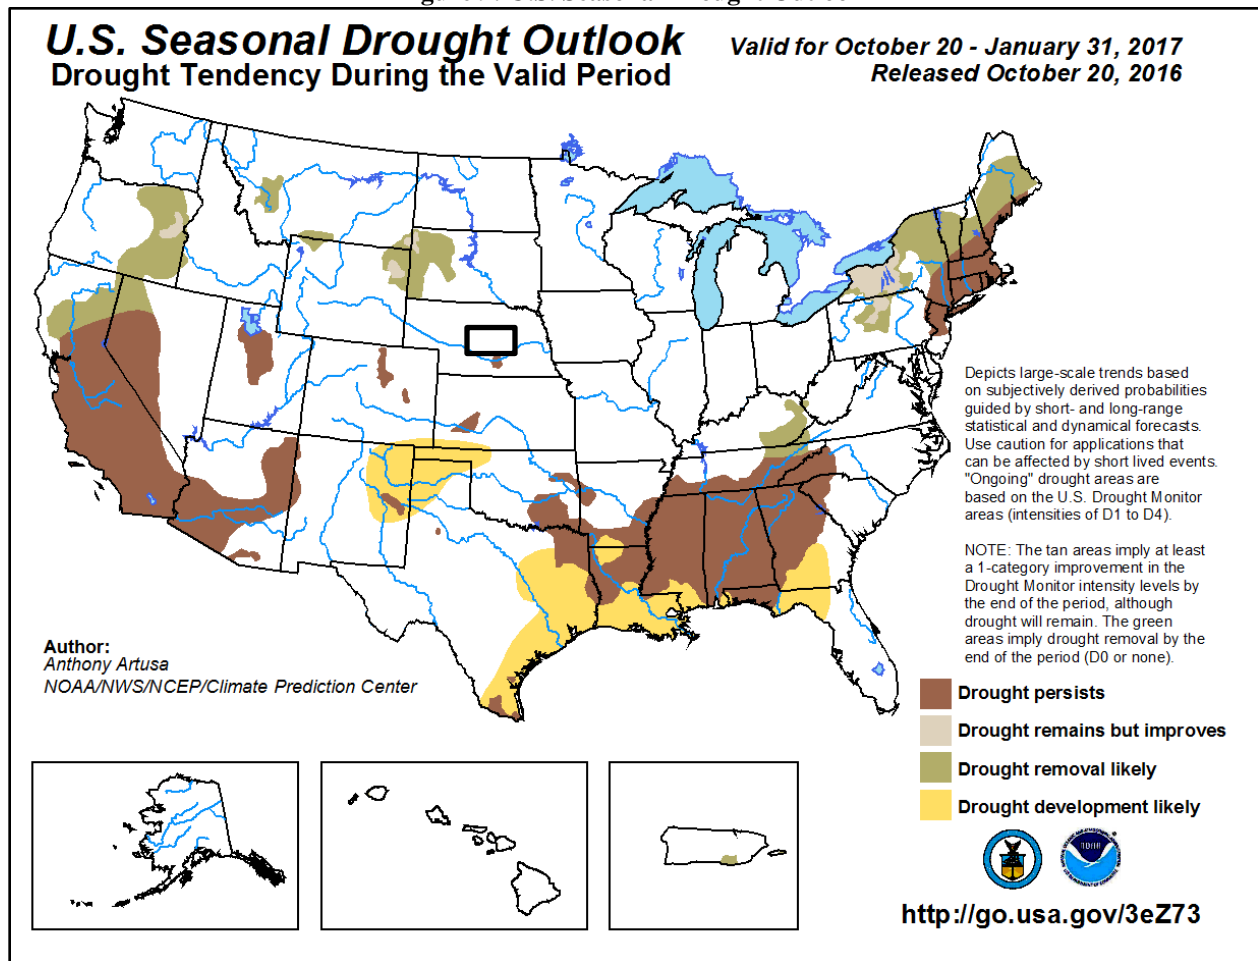 U.S. Seasonal Drought Outlook
Drought Tendency During the Valid Period
Valid for October 20 - January 31, 2017
Released October 20, 2016
Depicts large-scale trends based
on subjectively derived probabilities
guided by short- and long-range
statistical and dynamical forecasts.
Use caution for applications that
can be affected by short lived events.
"Ongoing" drought areas are
based on the U.S. Drought Monitor
areas (intensities of D1 to D4).
NOTE: The tan areas imply at least
a 1-category improvement in the
Drought Monitor intensity levels by
the end of the period, although
drought will remain. The green
areas imply drought removal by the
end of the period (D0 or none).
Author:
Anthony Artusa
NOAA/NWS/NCEP/Climate Prediction Center
Drought persists
Drought remains but improves
Drought removal likely
Drought development likely
http://go.usa.gov/3eZ73